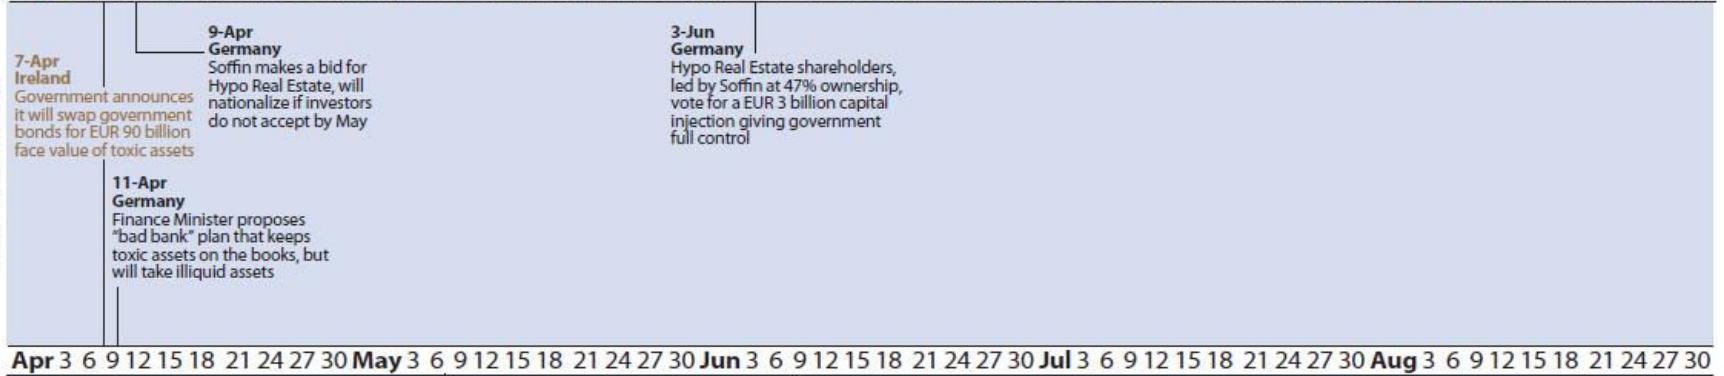 7-Apr
Ireland
Government announces
it will swap government
bonds for EUR 90 billion
face value of toxic assets
9-Apr
Germany
Soffin makes a bid for
Hypo Real Estate, will
nationalize if investors
do not accept by May
11-Apr
Germany
Finance Minister proposes
"bad bank" plan that keeps
toxic assets on the books, but
will take illiquid assets
3-Jun
Germany
Hypo Real Estate shareholders,
led by Soffin at 47% ownership,
vote for a EUR 3 billion capital
injection giving government
full control
Apr 3 6 9 12 15 18 21 24 27 30 May 3 6 9 12 15 18 21 24 27 30 Jun 3 6 9 12 15 18 21 24 27 30 Jul 3 6 9 12 15 18 21 24 27 30 Aug 3 6 9 12 15 18 21 24 27 30